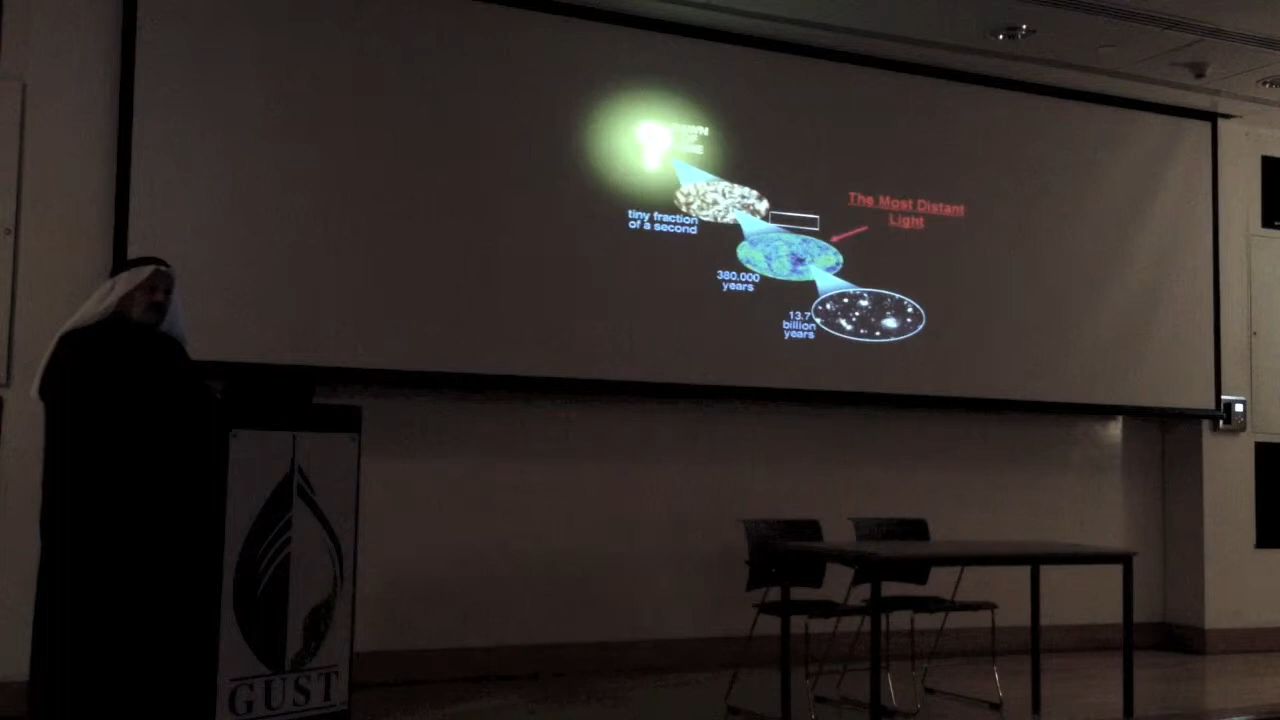 tiny fraction
of a second
The Most Distant
Light
380,000
years
13.7
billion
years
GUST